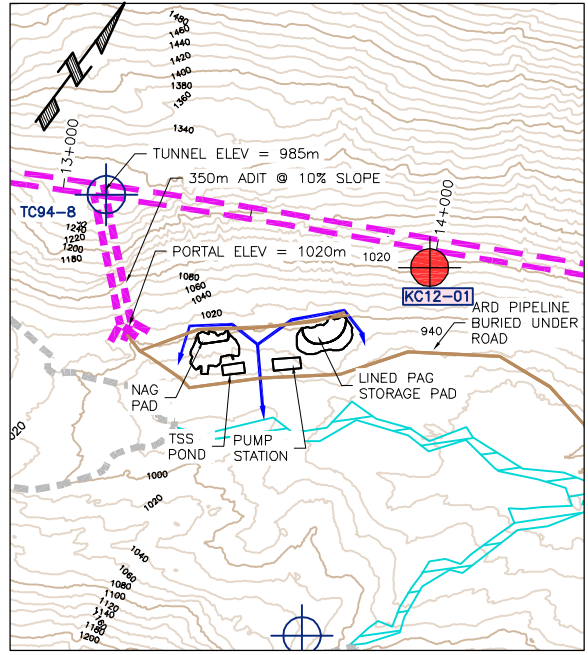 1480
1460
1440
1420
1400
1380
1360
1340
13+000
TUNNEL ELEV = 985m
350m ADIT @ 10% SLOPE
TC94-8
14+000
1240
1220
1200
1180
PORTAL ELEV = 1020m
1020
1080
1060
1040
1020
KC12-01
ARD PIPELINE
BURIED UNDER
ROAD
940
NAG
PAD
LINED PAG
STORAGE PAD
TSS
POND
PUMP
STATION
1000
1020
1040
1060
1080
1100
1120
1140
1160
1180
1200